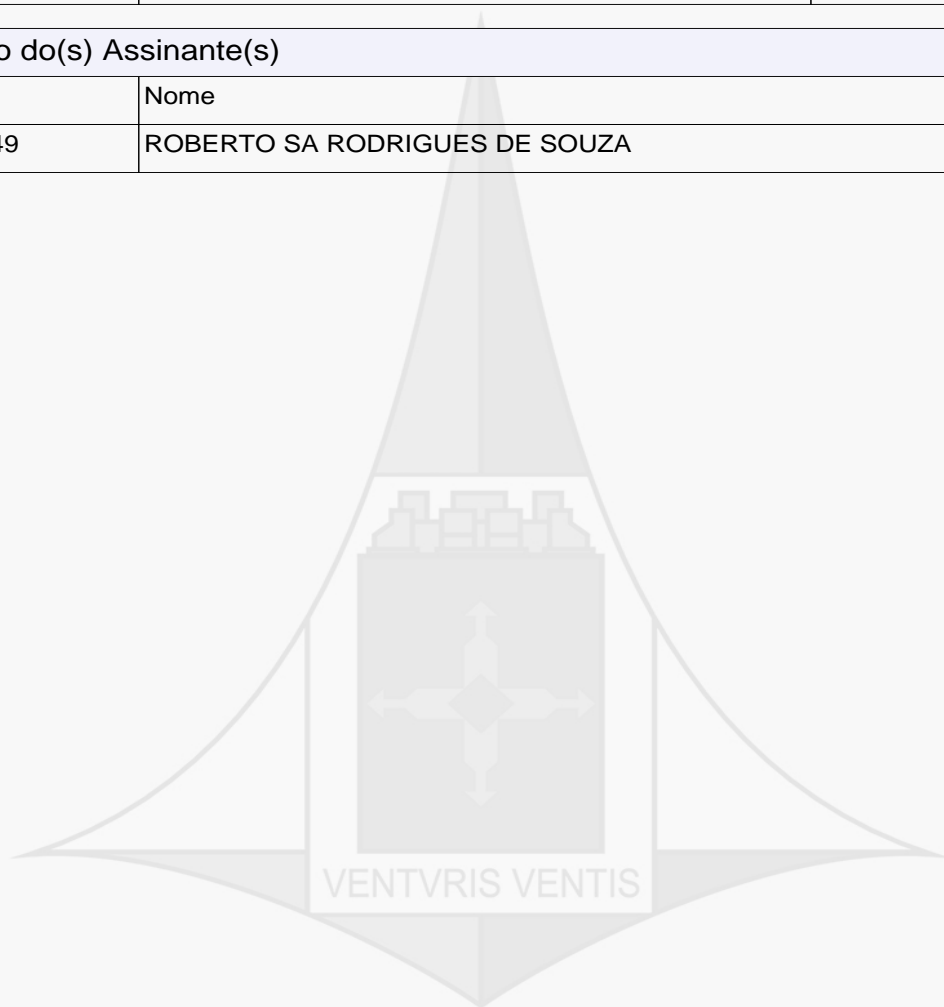 o do(s) Assinante(s)
Nome
49 ROBERTO SA RODRIGUES DE SOUZA
VENTVRIS VENTIS